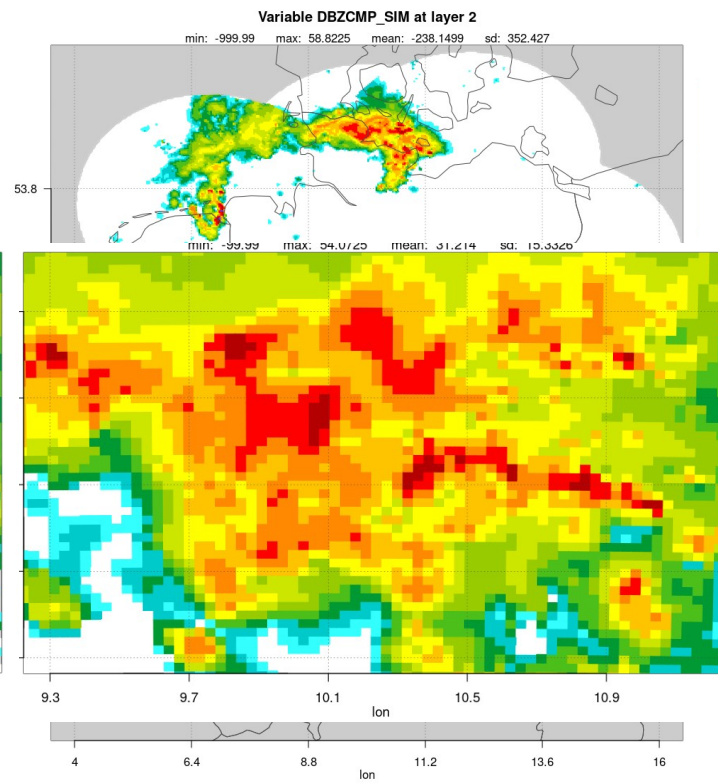 Variable DBZCMP_SIM at layer 2
min: -999.99 max: 58.8225 mean: -238.1499 sd: 352.427
53.8
min: -99.99 max: 54.0725 mean: 31.214 sd: 15.3326
9.3 9.7 10.1 10.5 10.9
lon
4 6.4 8.8 11.2 13.6 16
lon